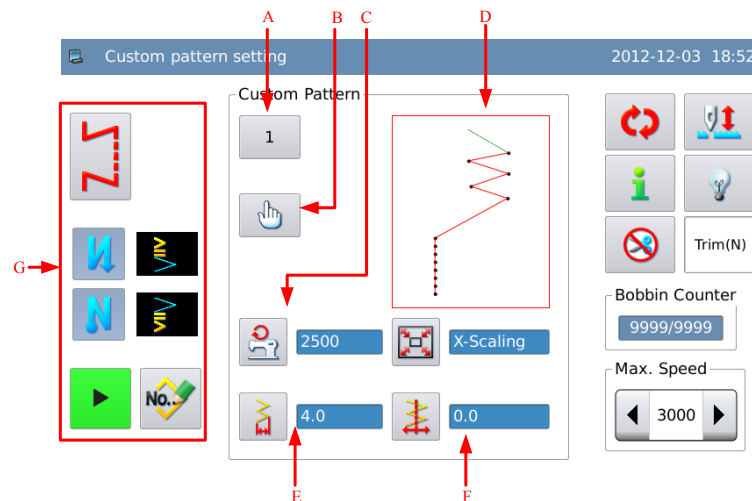 A B C D
Custom pattern setting 2012-12-03 18:52
Custom Pattern
1
Trim(N)
G
Bobbin Counter
9999/9999
2500 X-Scaling
Max. Speed
3000
No..
4.0 0.0
E F